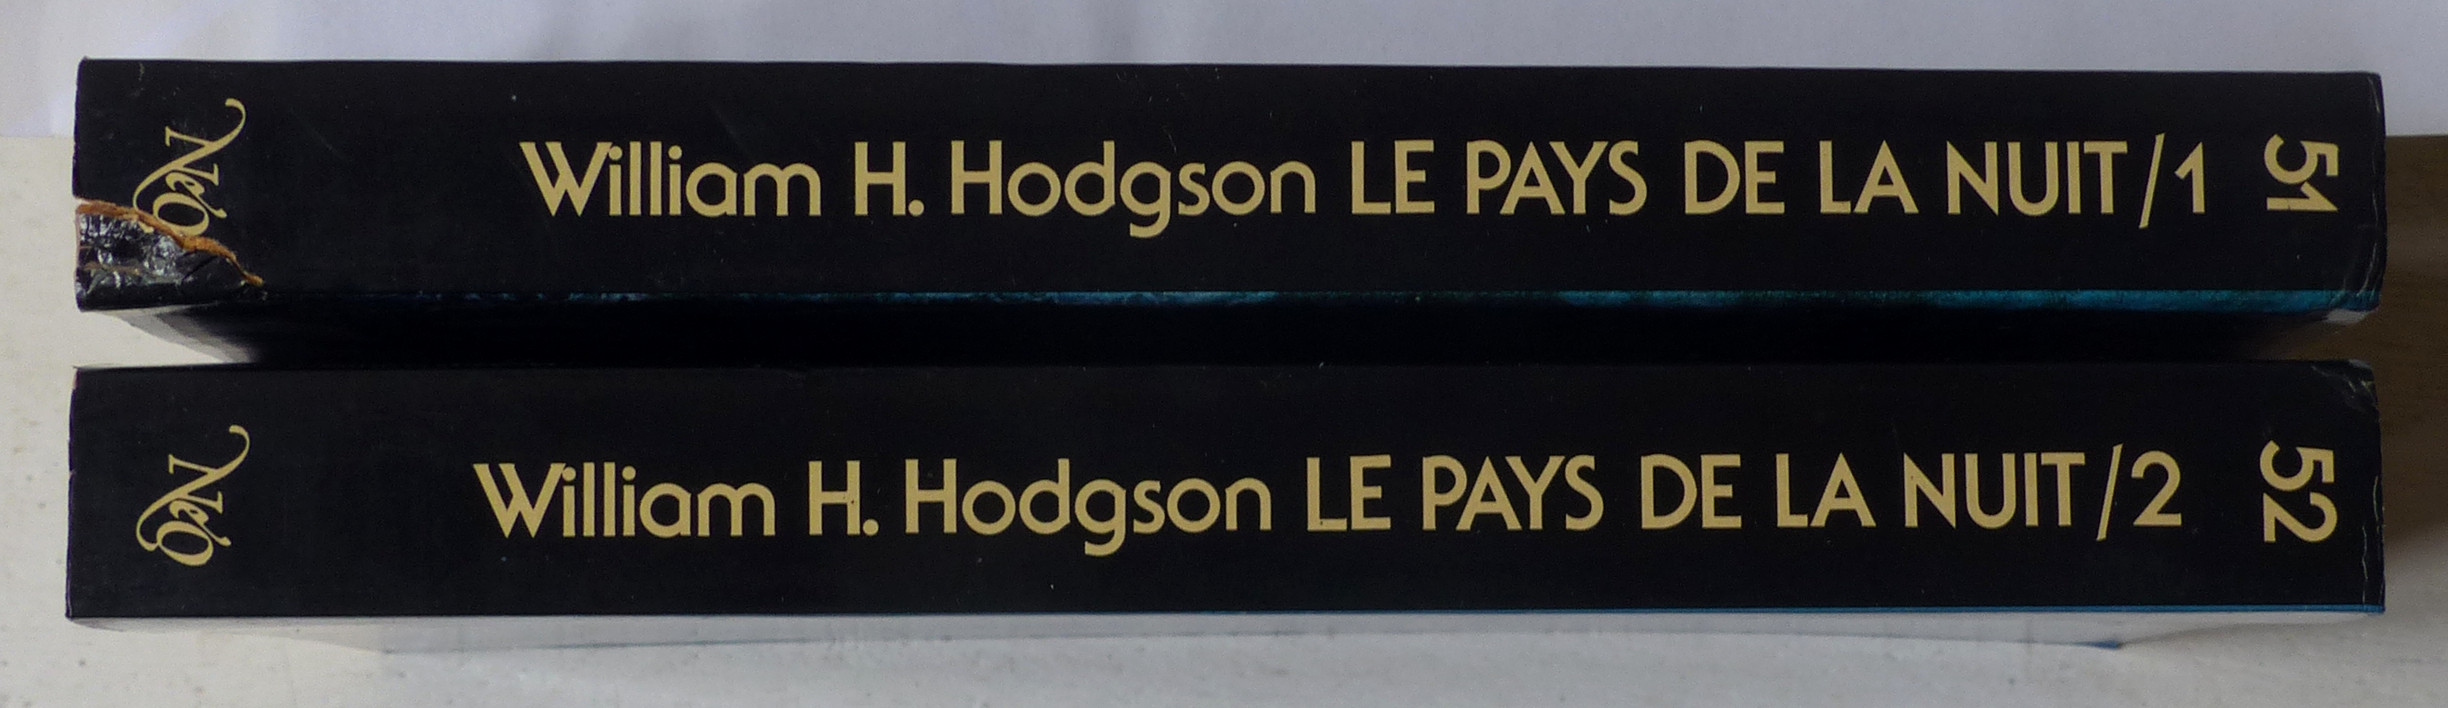 Néo William H. Hodgson LE PAYS DE LA NUIT/1 51
Néo William H. Hodgson LE PAYS DE LA NUIT/2 52